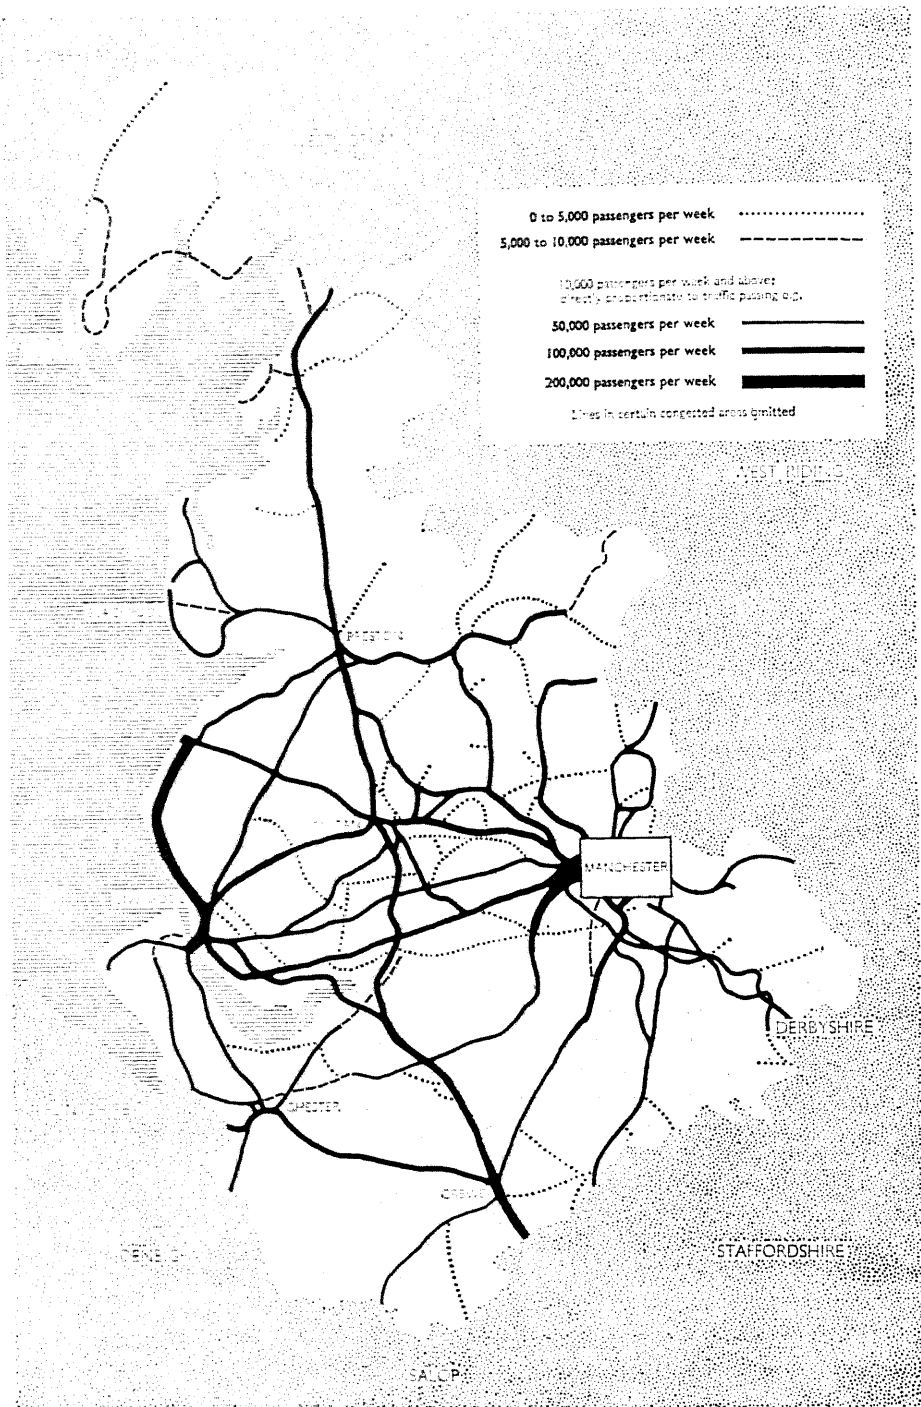 0 to 5,000 passengers per week
5,000 to 10,000 passengers per week
10,000 passengers per week and above:
directly proportionate to traffic passing e.g.
50,000 passengers per week
100,000 passengers per week
200,000 passengers per week
Lines in certain congested areas omitted
WEST RIDING
PRESTON
MANCHESTER
DERBYSHIRE
CHESTER
CREWE
STAFFORDSHIRE
SALOP